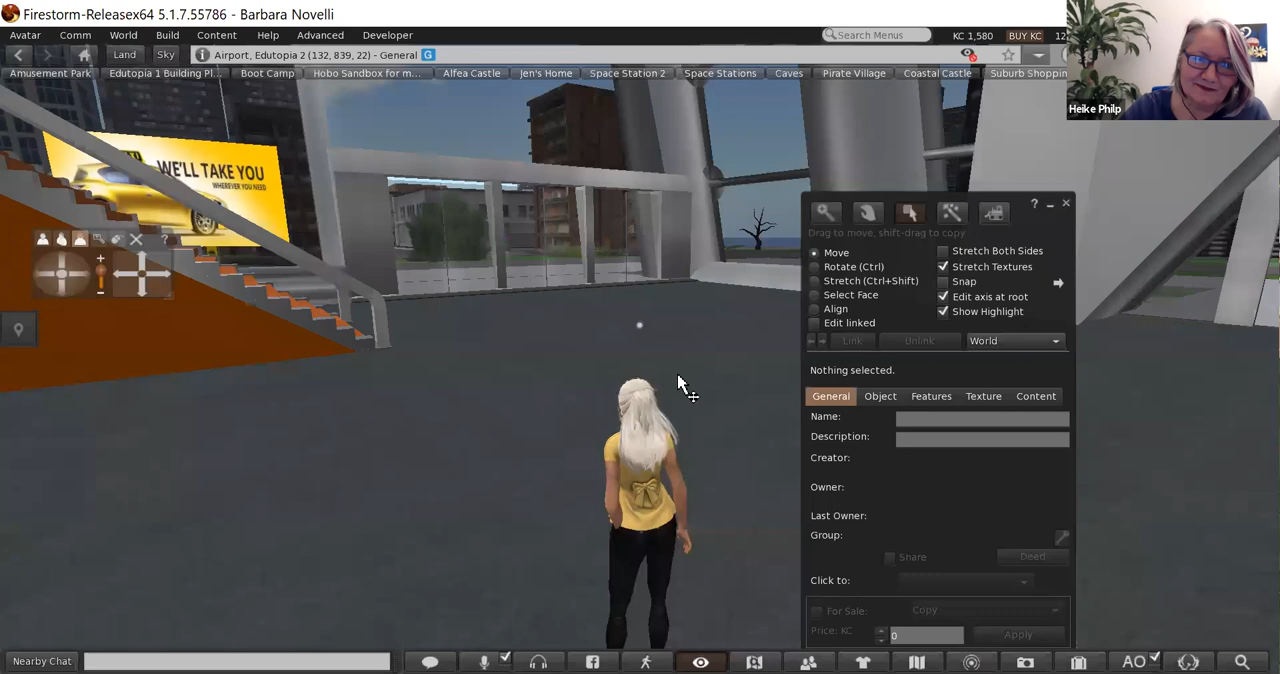 Firestorm-Releasex64 5.1.7.55786 - Barbara Novelli
Avatar Comm World Build Content Help Advanced Developer Search Menus KC 1,580 BUY KC
Land Sky Airport, Edutopia 2 (132, 839, 22) - General G
Amusement Park Edutopia 1 Building Pl... Boot Camp Hobo Sandbox for m... Alfea Castle Jen's Home Space Station 2 Space Stations Caves Pirate Village Coastal Castle Suburb Shoppin
Heike Philp
WE'LL TAKE YOU
WHEREVER YOU NEED
?
?
Drag to move, shift-drag to copy
Move
Rotate (Ctrl)
Stretch (Ctrl+Shift)
Select Face
Align
Edit linked
Stretch Both Sides
Stretch Textures
Snap
Edit axis at root
Show Highlight
Link Unlink World
Nothing selected.
General Object Features Texture Content
Name:
Description:
Creator:
Owner:
Last Owner:
Group:
Share Deed
Click to:
For Sale: Copy
Price: KC 0 Apply
Nearby Chat AO